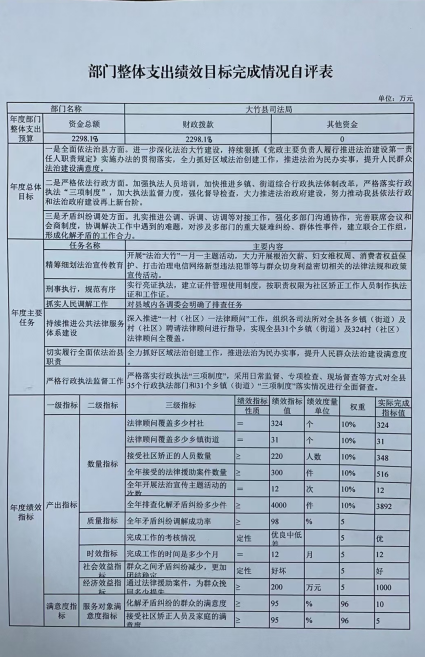 部门整体支出绩效目标完成情况自评表
单位：万元
部门名称 大竹县司法局
年度部门整体支出预算 资金总额 财政拨款 其他资金
2298.18 2298.18 0
年度总体目标
一是全面依法治县方面。进一步深化法治大竹建设，持续狠抓《党政主要负责人履行推进法治建设第一责任人职责规定》实施办法的贯彻落实，全力抓好区域法治创建工作，推进法治为民办实事，提升人民群众法治建设满意度。
二是严格依法行政方面。加强执法人员培训，加快推进乡镇、街道综合行政执法体制改革，严格落实行政执法“三项制度”，加大执法监督力度，强化督导检查，大力推进法治政府建设，努力推动我县依法行政和法治政府建设再上新台阶。
三是矛盾纠纷调处方面。扎实推进公调、诉调、访调等对接工作，强化多部门沟通协作，完善联席会议和会商制度，协调解决工作中遇到的难题，对涉及多部门的重大疑难纠纷、群体性事件，建立联合工作组，形成化解矛盾的工作合力。
年度主要任务
任务名称 主要内容
精筹细划法治宣传教育 开展“法治大竹”一月一主题活动，大力开展根治欠薪、妇女维权周、消费者权益保护、打击治理电信网络新型违法犯罪等与群众切身利益密切相关的法律法规和政策宣传活动。
刑事执行，规范有序 实行亮证执法，建立证件管理使用制度，按职责权限为社区矫正工作人员制作执法证和工作证。
抓实人民调解工作 对县域内各调委会明确了排查任务
持续推进公共法律服务体系建设 深入推进“一村（社区）一法律顾问”工作，组织各司法所对全县各乡镇（街道）及村（社区）聘请法律顾问进行指导，实现全县31个乡镇（街道）及324村（社区）法律顾问全覆盖。
切实履行全面依法治县职责 全力抓好区域法治创建工作，推进法治为民办实事，提升人民群众法治建设满意度。
严格行政执法监督工作 严格落实行政执法“三项制度”，采用日常监督、专项检查、现场督查等方式对全县35个行政执法部门和31个乡镇（街道）“三项制度”落实情况进行全面督查。
年度绩效指标
一级指标 二级指标 三级指标 绩效指标性质 绩效指标值 绩效度量单位 权重 实际完成指标值
产出指标 数量指标 法律顾问覆盖多少村社 ＝ 324 个 10% 324
法律顾问覆盖多少乡镇街道 ＝ 31 个 10% 31
接受社区矫正的人员数量 ≥ 220 人数 10% 348
全年接受的法律援助案件数量 ≥ 300 件 10% 516
全年开展法治宣传主题活动的次数 ＝ 12 次 10% 12
全年排查化解矛盾纠纷多少件 ≥ 4000 件 10% 3892
质量指标 全年矛盾纠纷调解成功率 ≥ 98 % 5
完成工作的考核情况 定性 优良中低差 5 优
时效指标 完成工作的时间是多少个月 ＝ 12 月 5 12
社会效益指标 群众之间矛盾纠纷减少，更加团结稳定 定性 好坏 5 好
经济效益指标 通过法律援助案件，为群众挽回多少损失 ≥ 200 万元 5 1000
满意度指标 服务对象满意度指标 化解矛盾纠纷的群众的满意度 ≥ 95 % 96 10
接受社区矫正人员及家庭的满意度 ≥ 95 % 96 5